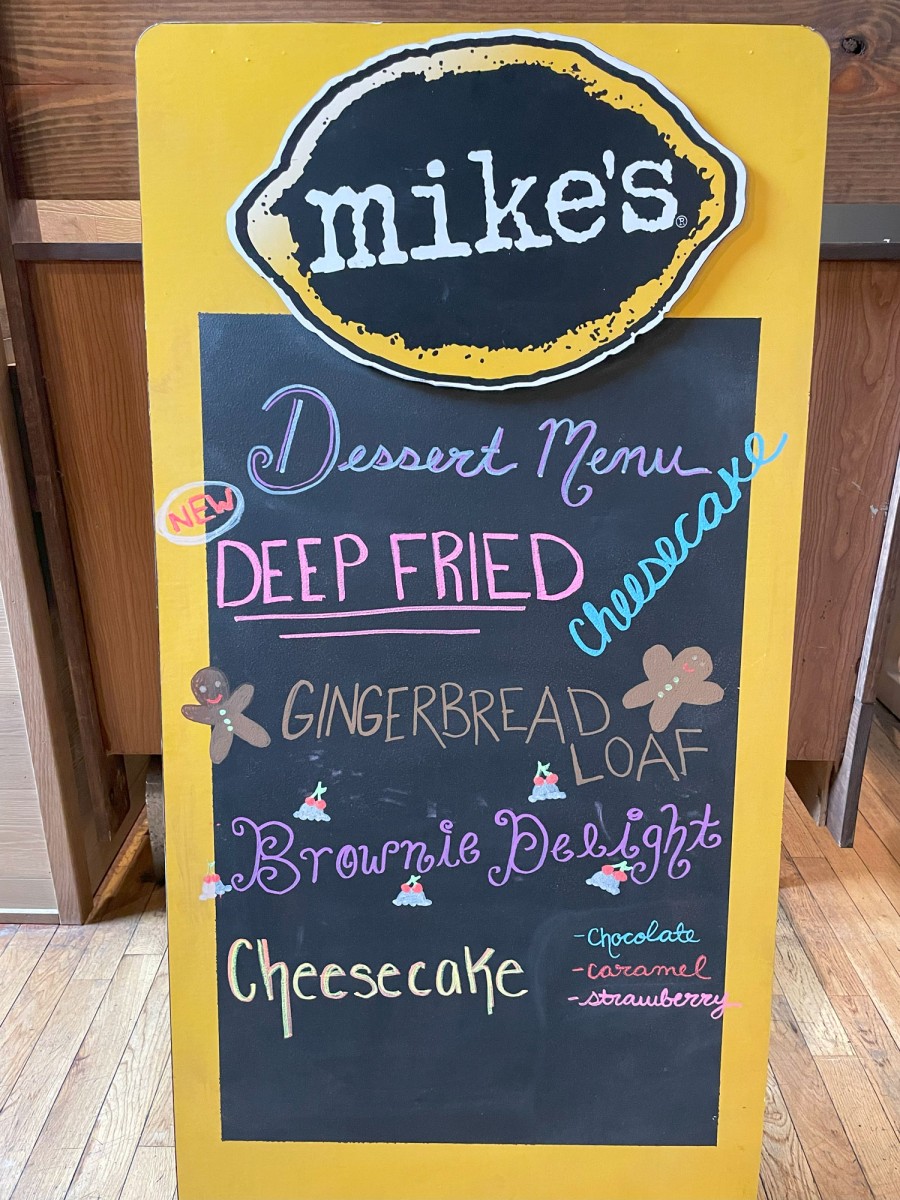 mike's®
Dessert Menu
NEW
DEEP FRIED
Cheesecake
GINGERBREAD
LOAF
Brownie Delight
Cheesecake
-Chocolate
-caramel
-strawberry